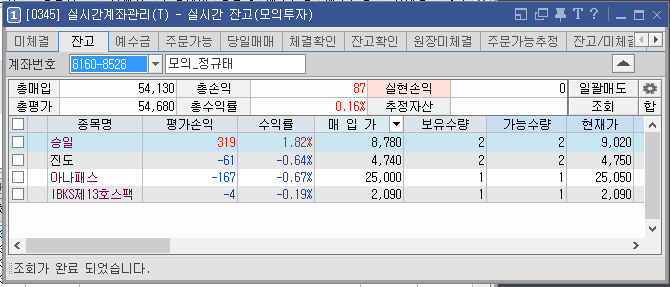 1 [0345] 실시간계좌관리(T) - 실시간 잔고(모의투자)
미체결 잔고 예수금 주문가능 당일매매 체결확인 잔고확인 원장미체결 주문가능추정 잔고/미체결
계좌번호 8160-8528 모의_정규태
총매입 54,130 총손익 87 실현손익 0 일괄매도
총평가 54,680 총수익률 0.16% 추정자산 조회 합
종목명 평가손익 수익률 매 입 가 보유수량 가능수량 현재가
승일 319 1.82% 8,780 2 2 9,020
진도 -61 -0.64% 4,740 2 2 4,750
아나패스 -167 -0.67% 25,000 1 1 25,050
IBKS제13호스팩 -4 -0.19% 2,090 1 1 2,090
조회가 완료 되었습니다.